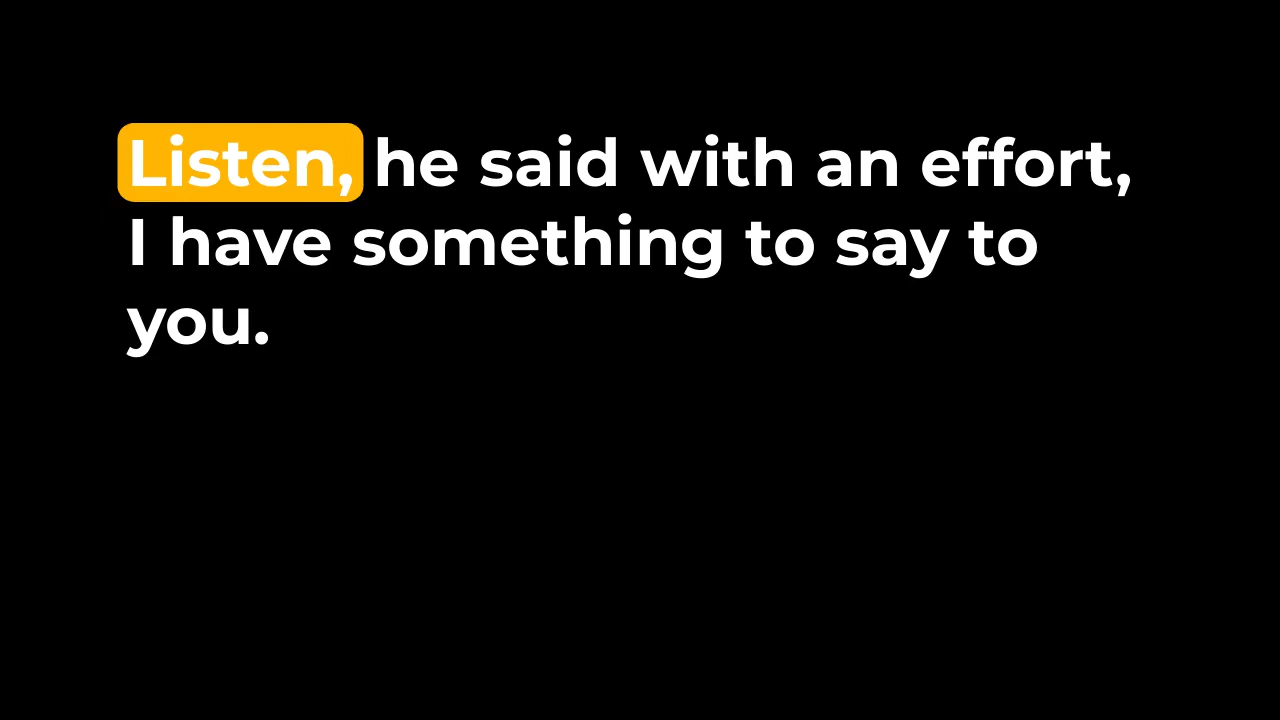 Listen, he said with an effort,
I have something to say to
you.